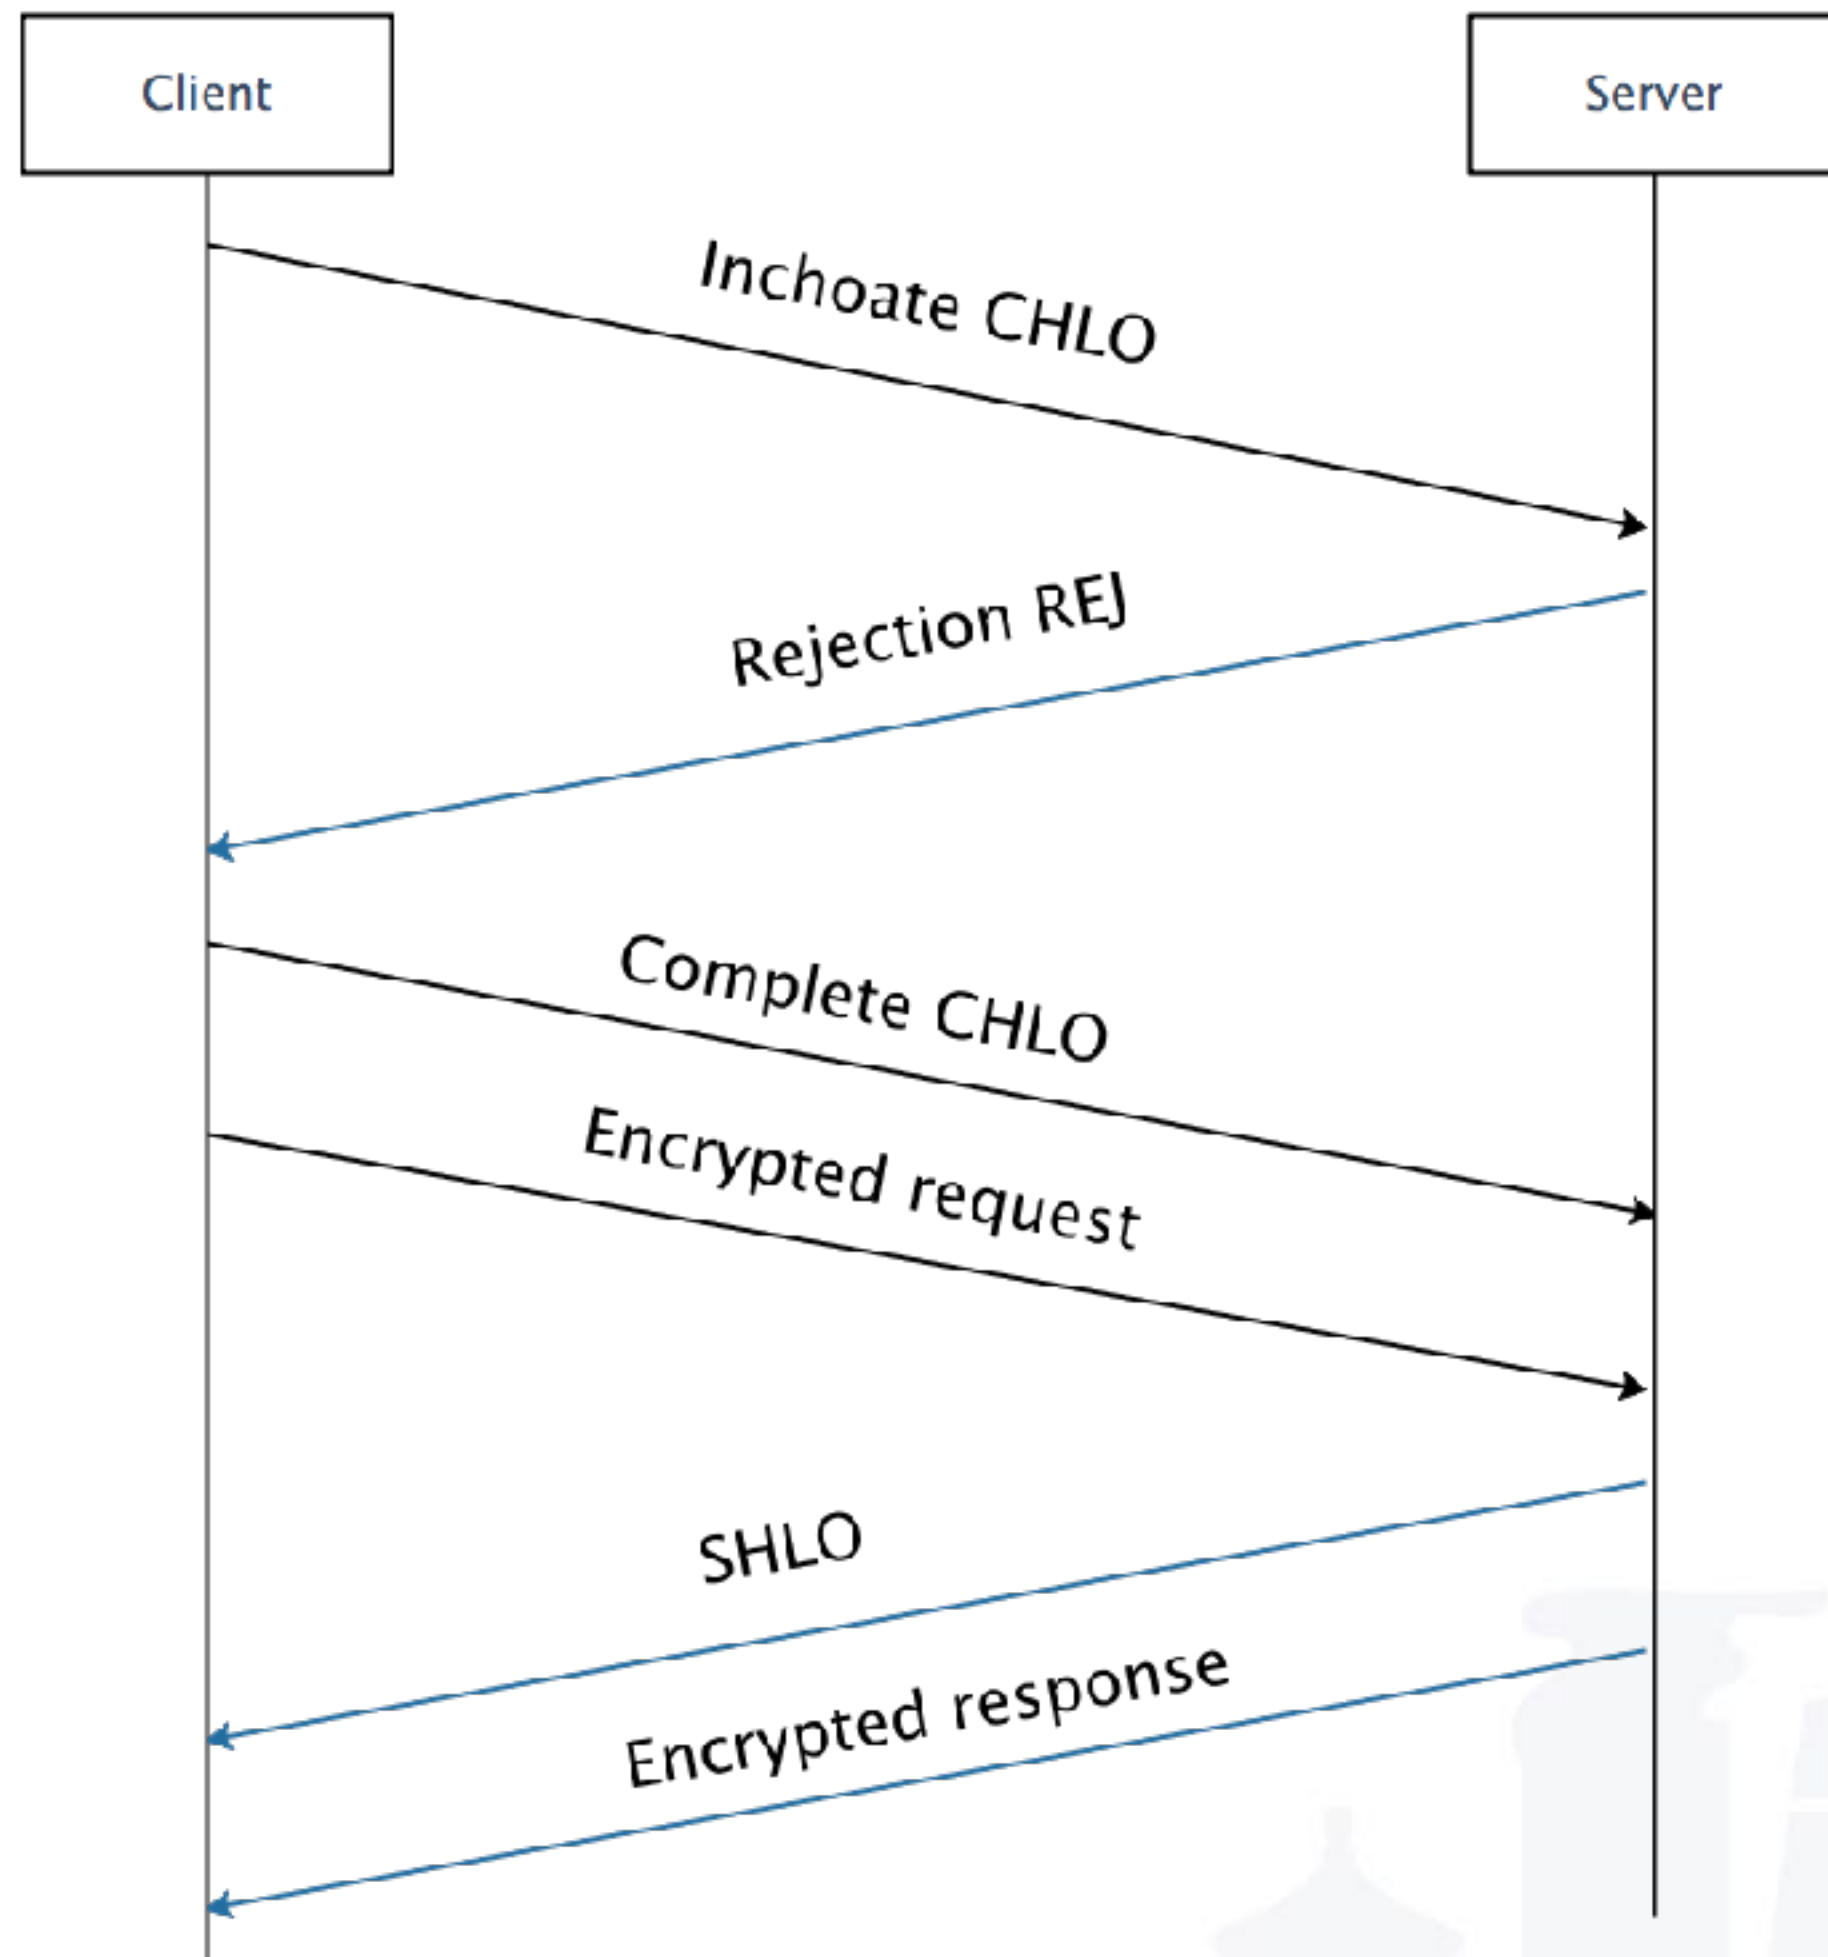 Client
Server
Inchoate CHLO
Rejection REJ
Complete CHLO
Encrypted request
SHLO
Encrypted response